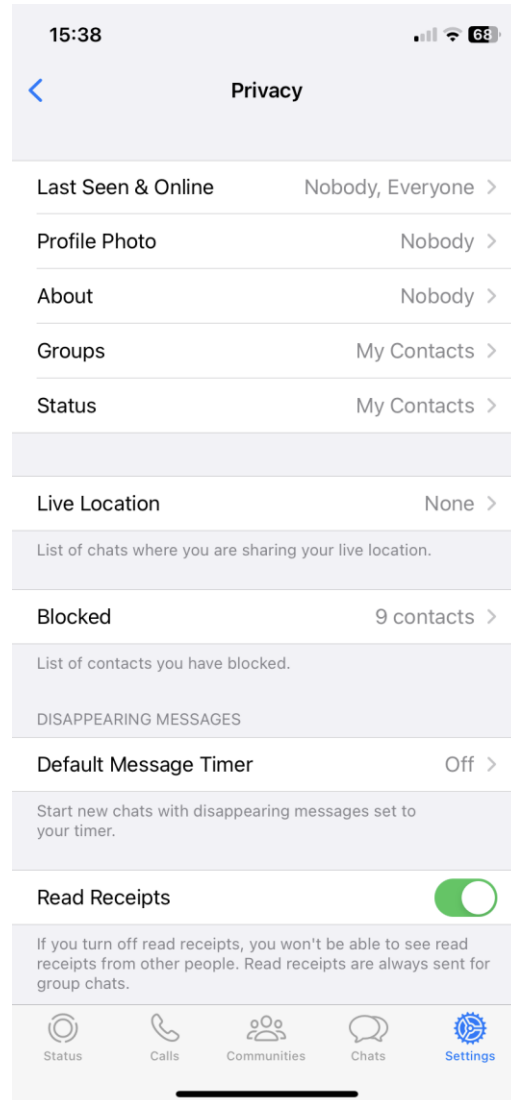 15:38
68
Privacy
Last Seen & Online Nobody, Everyone
Profile Photo Nobody
About Nobody
Groups My Contacts
Status My Contacts
Live Location None
List of chats where you are sharing your live location.
Blocked 9 contacts
List of contacts you have blocked.
DISAPPEARING MESSAGES
Default Message Timer Off
Start new chats with disappearing messages set to
your timer.
Read Receipts
If you turn off read receipts, you won't be able to see read
receipts from other people. Read receipts are always sent for
group chats.
Status Calls Communities Chats Settings